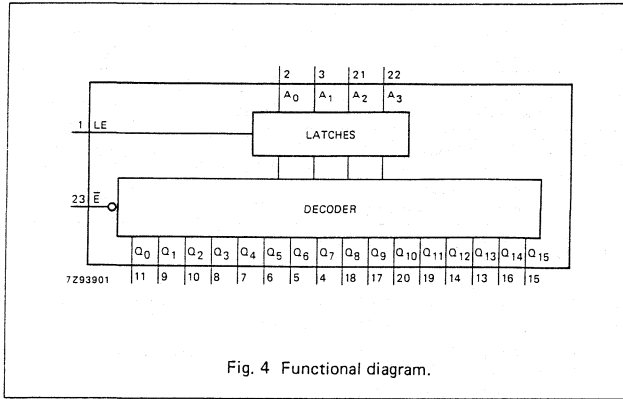 2 3 21 22
A0 A1 A2 A3
1 LE
LATCHES
23 E̅
DECODER
Q0 Q1 Q2 Q3 Q4 Q5 Q6 Q7 Q8 Q9 Q10 Q11 Q12 Q13 Q14 Q15
7Z93901 11 9 10 8 7 6 5 4 18 17 20 19 14 13 16 15
Fig. 4 Functional diagram.